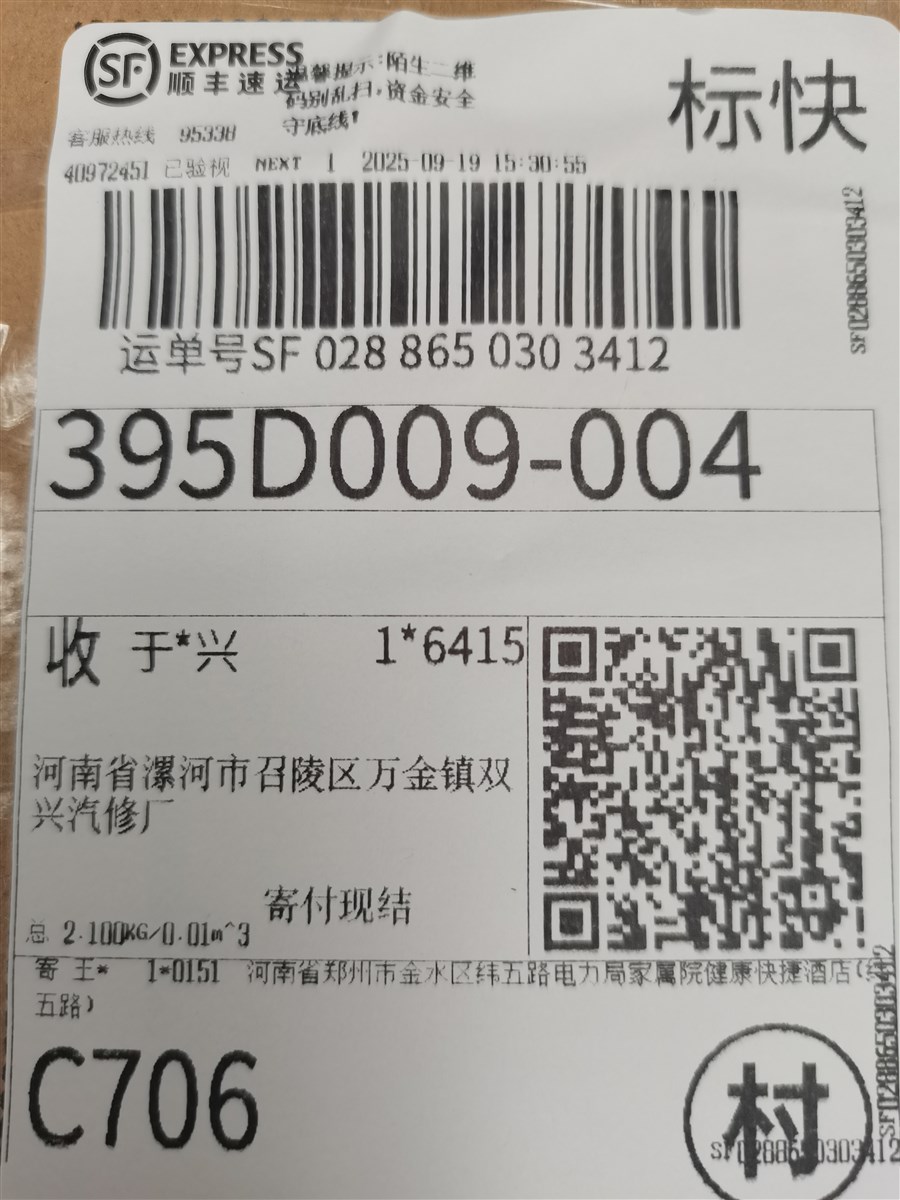 SF EXPRESS
顺丰速运
温馨提示:陌生二维
码别乱扫,资金安全
守底线!
标快
客服热线 95338
40972451 已验视 NEXT 1 2025-09-19 15:30:55
SF0288650303412
运单号SF 028 865 030 3412
395D009-004
收 于*兴 1*6415
河南省漯河市召陵区万金镇双
兴汽修厂
寄付现结
总 2.100KG/0.01m^3
寄 王* 1*0151 河南省郑州市金水区纬五路电力局家属院健康快捷酒店(纬
五路)
SF0288650303412
C706
村
SF0288650303412